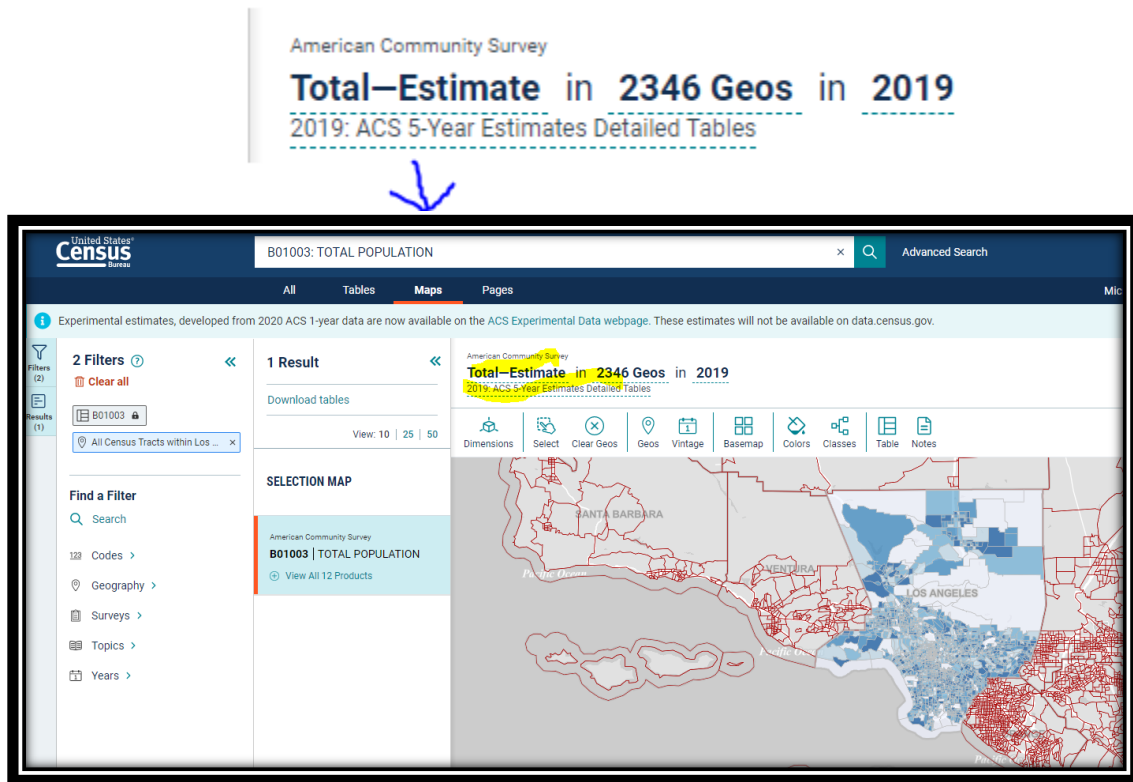 American Community Survey
Total—Estimate in 2346 Geos in 2019
2019: ACS 5-Year Estimates Detailed Tables
United States®
Census
Bureau
B01003: TOTAL POPULATION
Advanced Search
All Tables Maps Pages
Mic
Experimental estimates, developed from 2020 ACS 1-year data are now available on the ACS Experimental Data webpage. These estimates will not be available on data.census.gov.
Filters
(2)
Results
(1)
2 Filters
Clear all
B01003
All Census Tracts within Los ...
Find a Filter
Search
123 Codes
Geography
Surveys
Topics
Years
1 Result
Download tables
View: 10 | 25 | 50
SELECTION MAP
American Community Survey
B01003 | TOTAL POPULATION
View All 12 Products
American Community Survey
Total—Estimate in 2346 Geos in 2019
2019: ACS 5-Year Estimates Detailed Tables
Dimensions Select Clear Geos Geos Vintage Basemap Colors Classes Table Notes
SANTA BARBARA
VENTURA
Pacific Ocean
LOS ANGELES
Pacific Oce